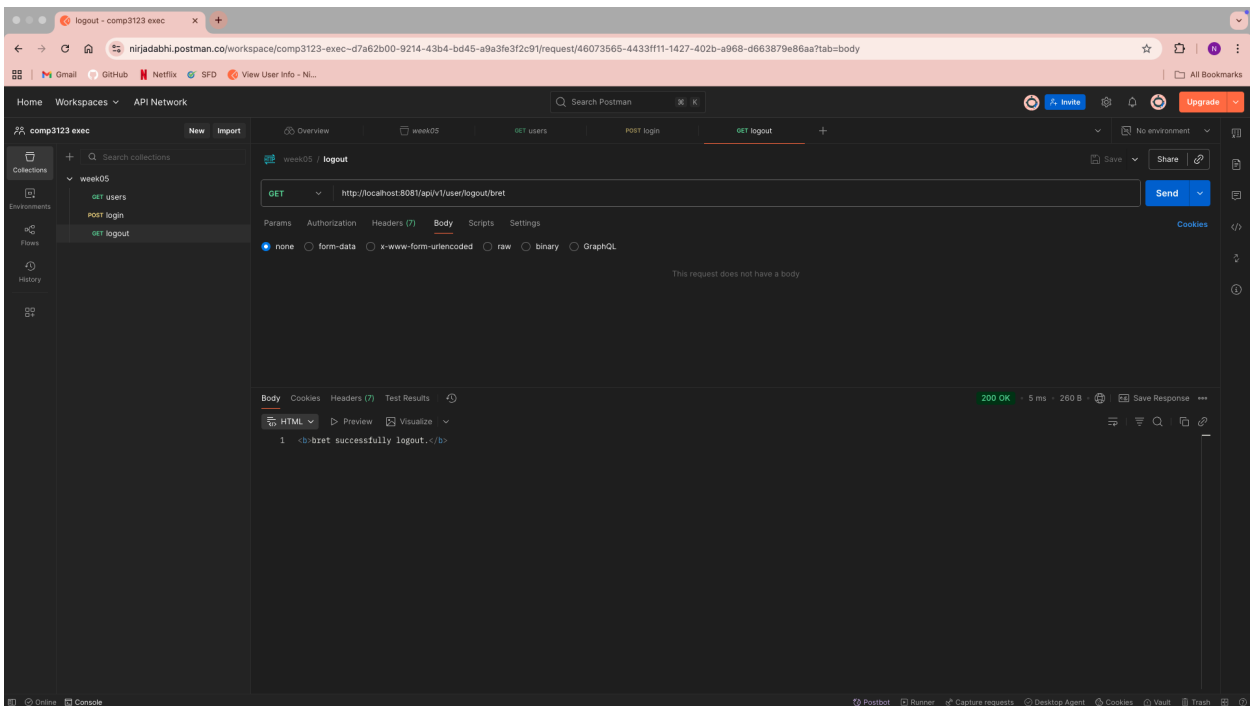 logout - comp3123 exec
nirjadabhi.postman.co/workspace/comp3123-exec~d7a62b00-9214-43b4-bd45-a9a3fe3f2c91/request/46073565-4433ff11-1427-402b-a968-d663879e86aa?tab=body
N
Gmail GitHub Netflix SFD View User Info - Ni... All Bookmarks
Home Workspaces API Network Search Postman ⌘ K Invite Upgrade
comp3123 exec New Import Overview week05 GET users POST login GET logout No environment
Collections Search collections week05 / logout Save Share
week05
Environments GET users GET http://localhost:8081/api/v1/user/logout/bret Send
POST login
Flows GET logout Params Authorization Headers (7) Body Scripts Settings Cookies
none form-data x-www-form-urlencoded raw binary GraphQL
History This request does not have a body
Body Cookies Headers (7) Test Results 200 OK 5 ms 260 B Save Response
HTML Preview Visualize
1 <b>bret successfully logout.</b>
Online Console Postbot Runner Capture requests Desktop Agent Cookies Vault Trash